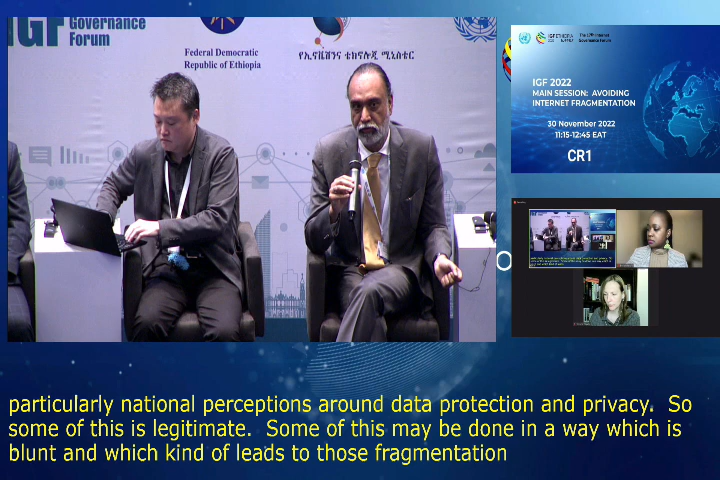 IGF Governance
Forum
Federal Democratic
Republic of Ethiopia
የኢኖቬሽንና ቴክኖሎጂ ሚኒስቴር
IGF 2022
MAIN SESSION: AVOIDING
INTERNET FRAGMENTATION
30 November 2022
11:15-12:45 EAT
CR1
particularly national perceptions around data protection and privacy. So
some of this is legitimate. Some of this may be done in a way which is
blunt and which kind of leads to those fragmentation